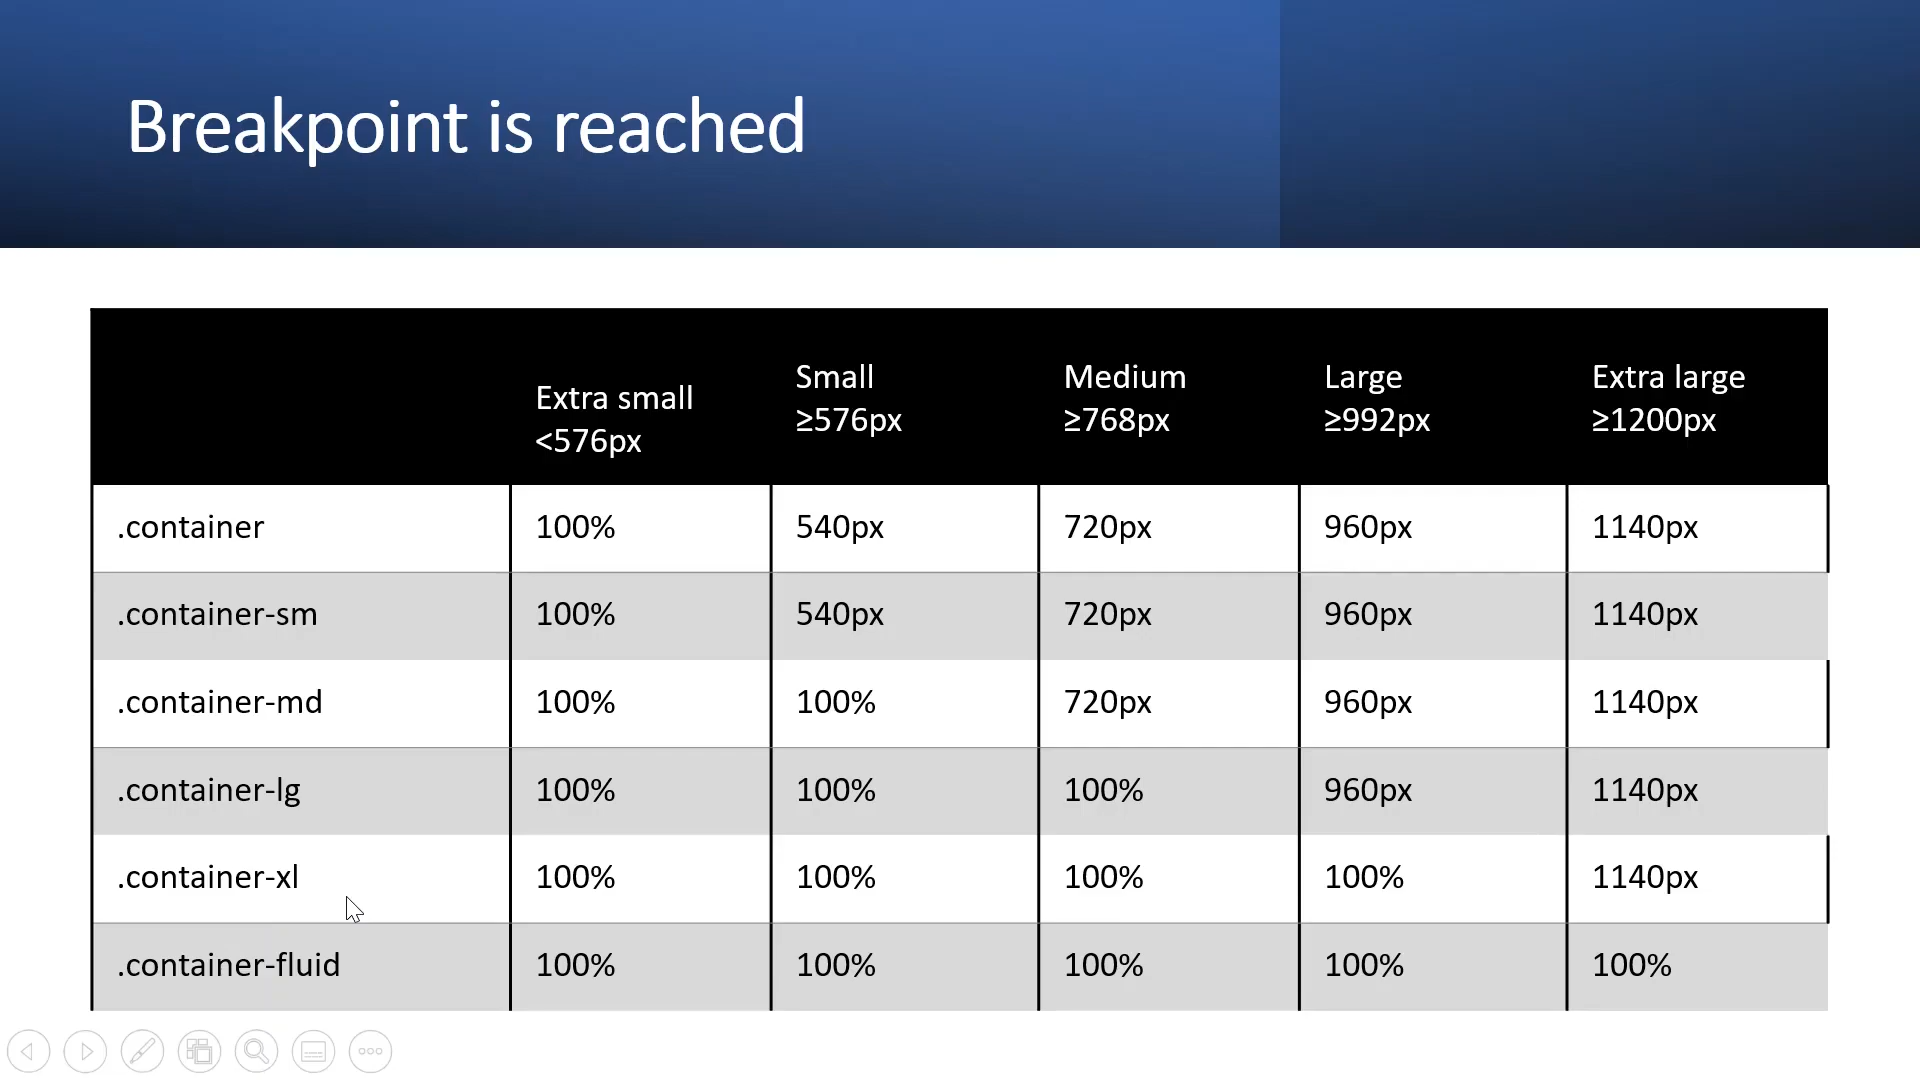 Breakpoint is reached
Extra small
<576px
Small
≥576px
Medium
≥768px
Large
≥992px
Extra large
≥1200px
.container 100% 540px 720px 960px 1140px
.container-sm 100% 540px 720px 960px 1140px
.container-md 100% 100% 720px 960px 1140px
.container-lg 100% 100% 100% 960px 1140px
.container-xl 100% 100% 100% 100% 1140px
.container-fluid 100% 100% 100% 100% 100%